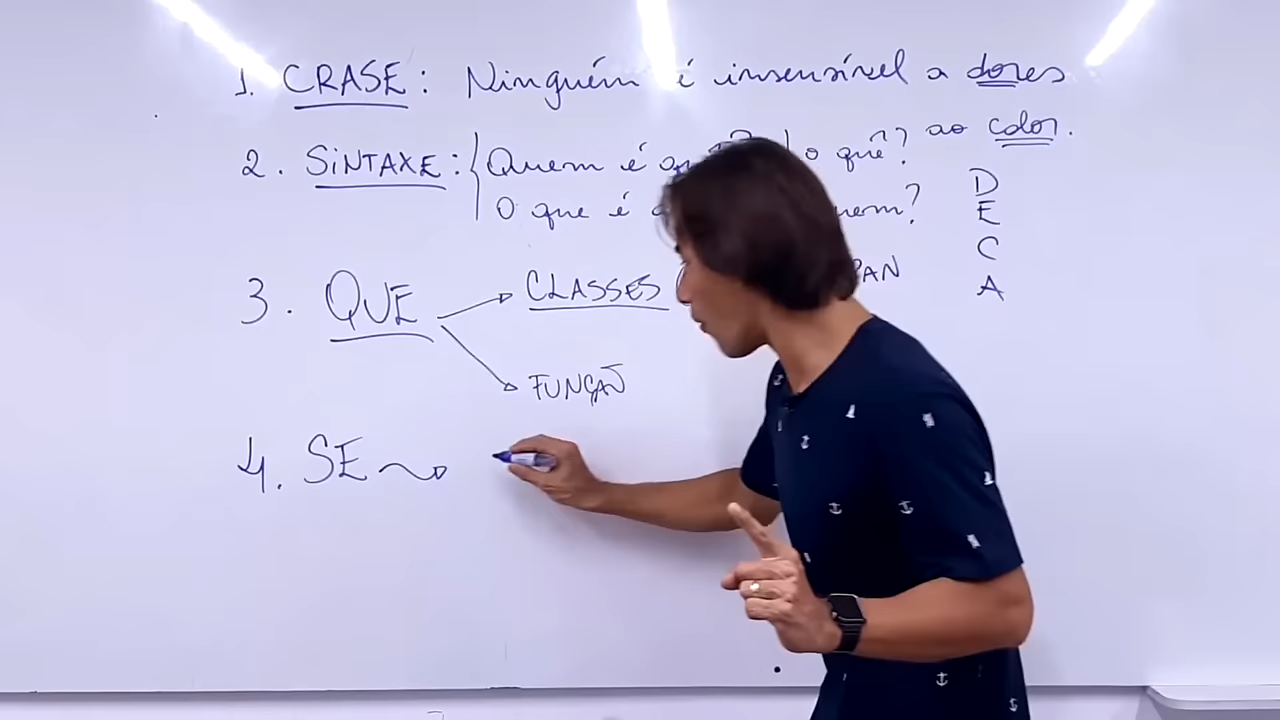 1. CRASE: Ninguém é insensível a dores
ao calor.
2. SINTAXE: { Quem é o quê?
O que é quem?
D
E
C
A
3. QUE CLASSES
FUNÇÃO
4. SE